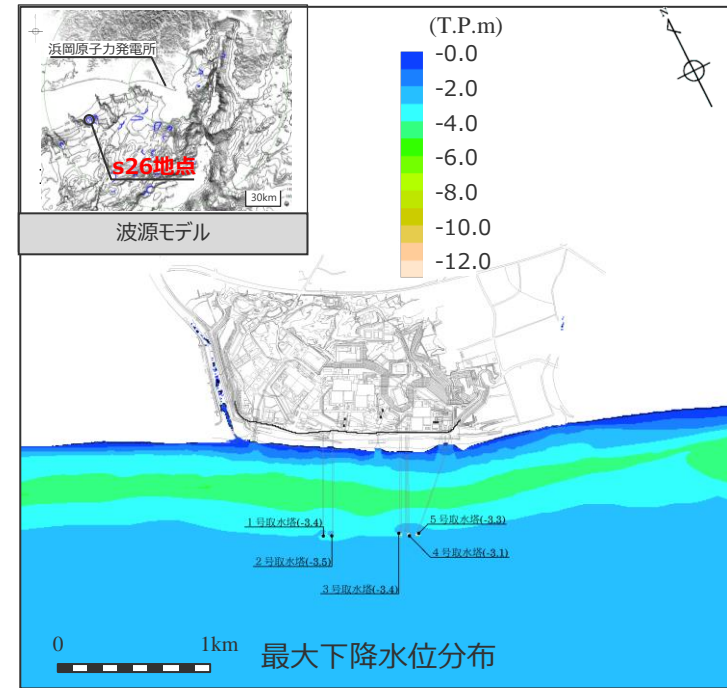 浜岡原子力発電所
s26地点
30km
波源モデル
(T.P.m)
-0.0
-2.0
-4.0
-6.0
-8.0
-10.0
-12.0
N
1号取水塔(-3.4)
2号取水塔(-3.5)
3号取水塔(-3.4)
4号取水塔(-3.1)
5号取水塔(-3.3)
0 1km
最大下降水位分布